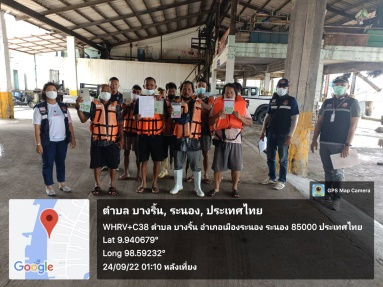 GPS Map Camera
ตำบล บางริ้น, ระนอง, ประเทศไทย
WHRV+C38 ตำบล บางริ้น อำเภอเมืองระนอง ระนอง 85000 ประเทศไทย
Lat 9.940679°
Long 98.59232°
24/09/22 01:10 หลังเที่ยง
Google